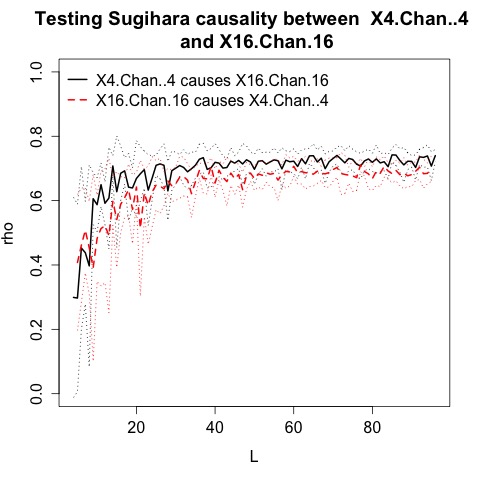 Testing Sugihara causality between  X4.Chan..4
and X16.Chan.16
X4.Chan..4 causes X16.Chan.16
X16.Chan.16 causes X4.Chan..4
rho
1.0
0.8
0.6
0.4
0.2
0.0
20 40 60 80
L